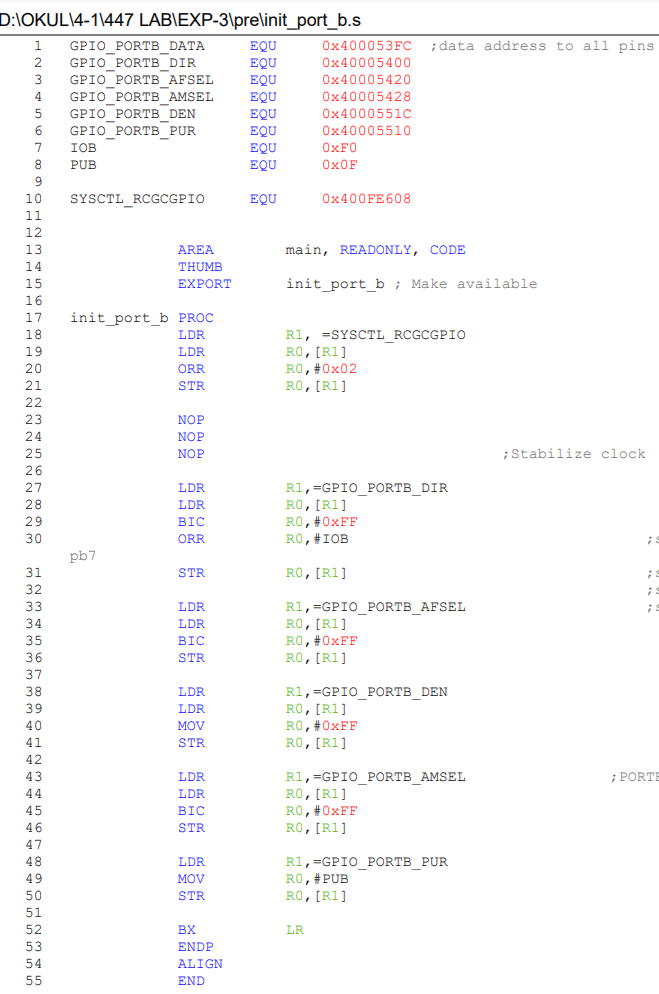 D:\OKUL\4-1\447 LAB\EXP-3\pre\init_port_b.s
1 GPIO_PORTB_DATA EQU 0x400053FC ;data address to all pins
2 GPIO_PORTB_DIR EQU 0x40005400
3 GPIO_PORTB_AFSEL EQU 0x40005420
4 GPIO_PORTB_AMSEL EQU 0x40005428
5 GPIO_PORTB_DEN EQU 0x4000551C
6 GPIO_PORTB_PUR EQU 0x40005510
7 IOB EQU 0xF0
8 PUB EQU 0x0F
9
10 SYSCTL_RCGCGPIO EQU 0x400FE608
11
12
13 AREA main, READONLY, CODE
14 THUMB
15 EXPORT init_port_b ; Make available
16
17 init_port_b PROC
18 LDR R1, =SYSCTL_RCGCGPIO
19 LDR R0,[R1]
20 ORR R0,#0x02
21 STR R0,[R1]
22
23 NOP
24 NOP
25 NOP ;Stabilize clock
26
27 LDR R1,=GPIO_PORTB_DIR
28 LDR R0,[R1]
29 BIC R0,#0xFF
30 ORR R0,#IOB ;s
pb7
31 STR R0,[R1] ;s
32 ;s
33 LDR R1,=GPIO_PORTB_AFSEL ;s
34 LDR R0,[R1]
35 BIC R0,#0xFF
36 STR R0,[R1]
37
38 LDR R1,=GPIO_PORTB_DEN
39 LDR R0,[R1]
40 MOV R0,#0xFF
41 STR R0,[R1]
42
43 LDR R1,=GPIO_PORTB_AMSEL ;PORTB
44 LDR R0,[R1]
45 BIC R0,#0xFF
46 STR R0,[R1]
47
48 LDR R1,=GPIO_PORTB_PUR
49 MOV R0,#PUB
50 STR R0,[R1]
51
52 BX LR
53 ENDP
54 ALIGN
55 END